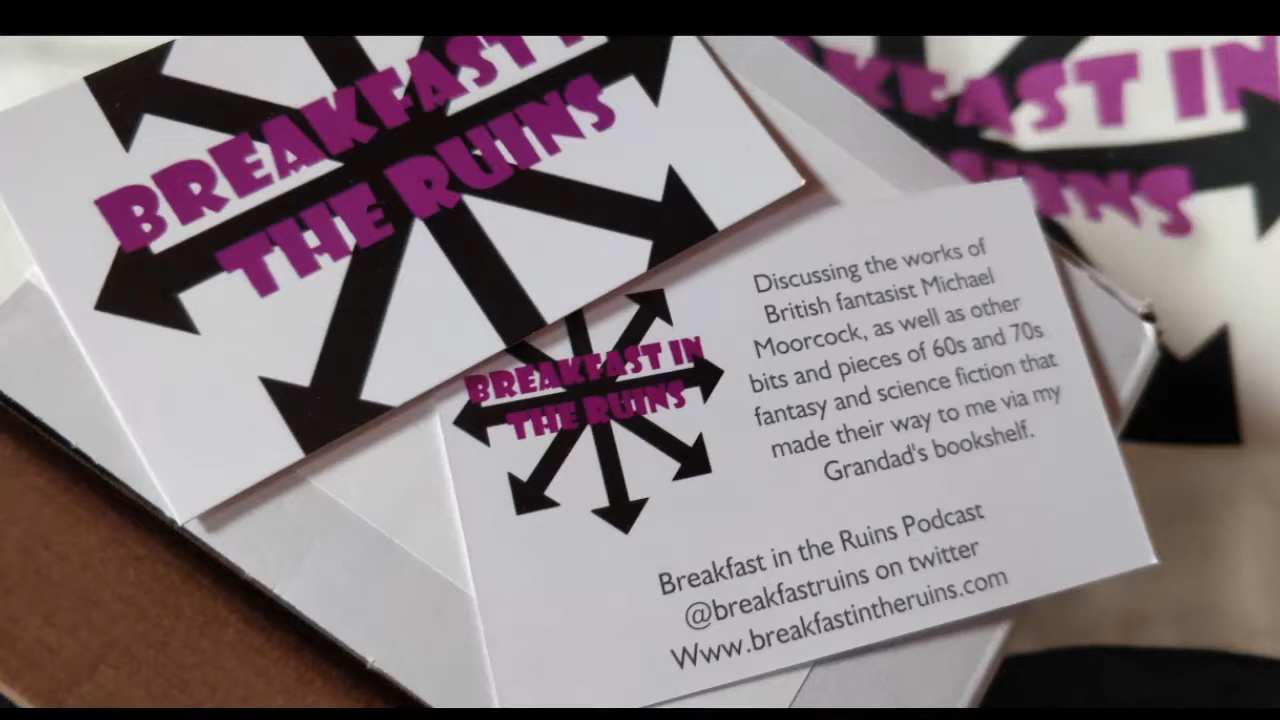 BREAKFAST I
THE RUINS
AST IN
BREAKFAST IN
THE RUINS
Discussing the works of
British fantasist Michael
Moorcock, as well as other
bits and pieces of 60s and 70s
fantasy and science fiction that
made their way to me via my
Grandad's bookshelf.
Breakfast in the Ruins Podcast
@breakfastruins on twitter
Www.breakfastintheruins.com